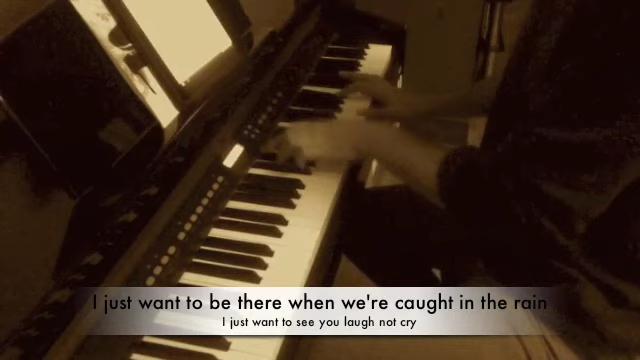 I just want to be there when we're caught in the rain
I just want to see you laugh not cry